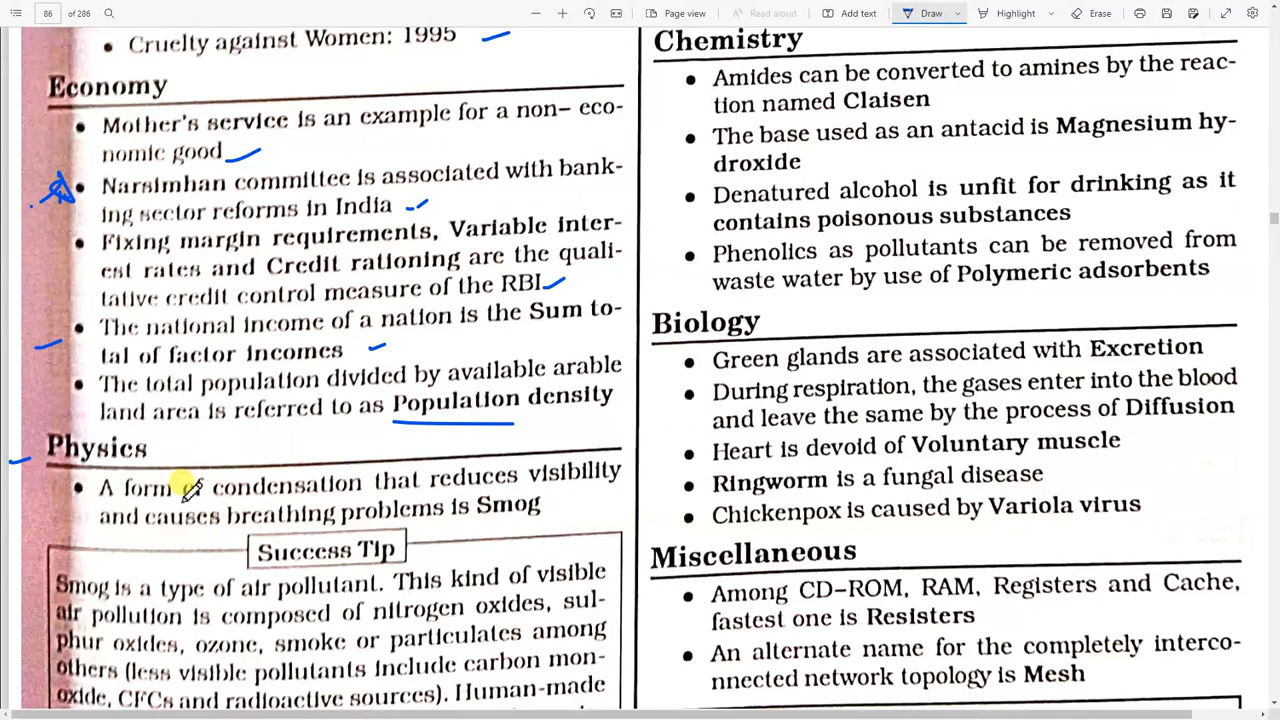 86 of 286
Page view
Read aloud
Add text
Draw
Highlight
Erase
• Cruelty against Women: 1995
Economy
• Mother's service is an example for a non– eco-
nomic good
• Narsimhan committee is associated with bank-
ing sector reforms in India
• Fixing margin requirements, Variable inter-
est rates and Credit rationing are the quali-
tative credit control measure of the RBI
• The national income of a nation is the Sum to-
tal of factor incomes
• The total population divided by available arable
land area is referred to as Population density
Physics
• A form of condensation that reduces visibility
and causes breathing problems is Smog
Success Tip
Smog is a type of air pollutant. This kind of visible
air pollution is composed of nitrogen oxides, sul-
phur oxides, ozone, smoke or particulates among
others (less visible pollutants include carbon mon-
oxide, CFCs and radioactive sources). Human-made
Chemistry
• Amides can be converted to amines by the reac-
tion named Claisen
• The base used as an antacid is Magnesium hy-
droxide
• Denatured alcohol is unfit for drinking as it
contains poisonous substances
• Phenolics as pollutants can be removed from
waste water by use of Polymeric adsorbents
Biology
• Green glands are associated with Excretion
• During respiration, the gases enter into the blood
and leave the same by the process of Diffusion
• Heart is devoid of Voluntary muscle
• Ringworm is a fungal disease
• Chickenpox is caused by Variola virus
Miscellaneous
• Among CD–ROM, RAM, Registers and Cache,
fastest one is Resisters
• An alternate name for the completely interco-
nnected network topology is Mesh